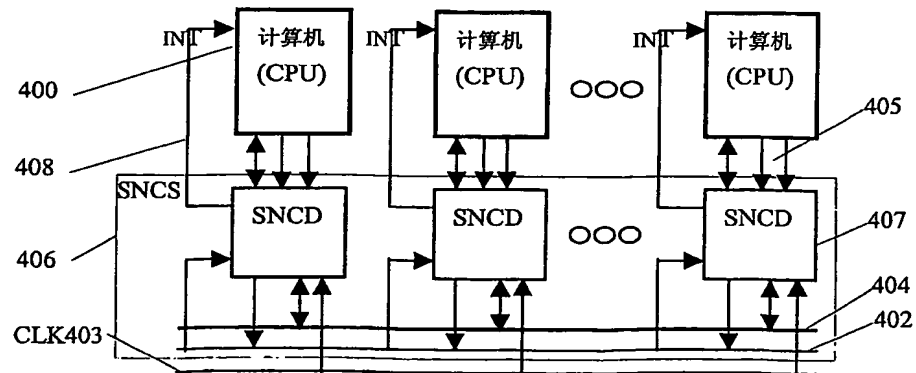 INT
计算机
(CPU)
INT
计算机
(CPU)
INT
计算机
(CPU)
400
405
408
SNCS
SNCD
SNCD
SNCD
407
406
404
402
CLK403